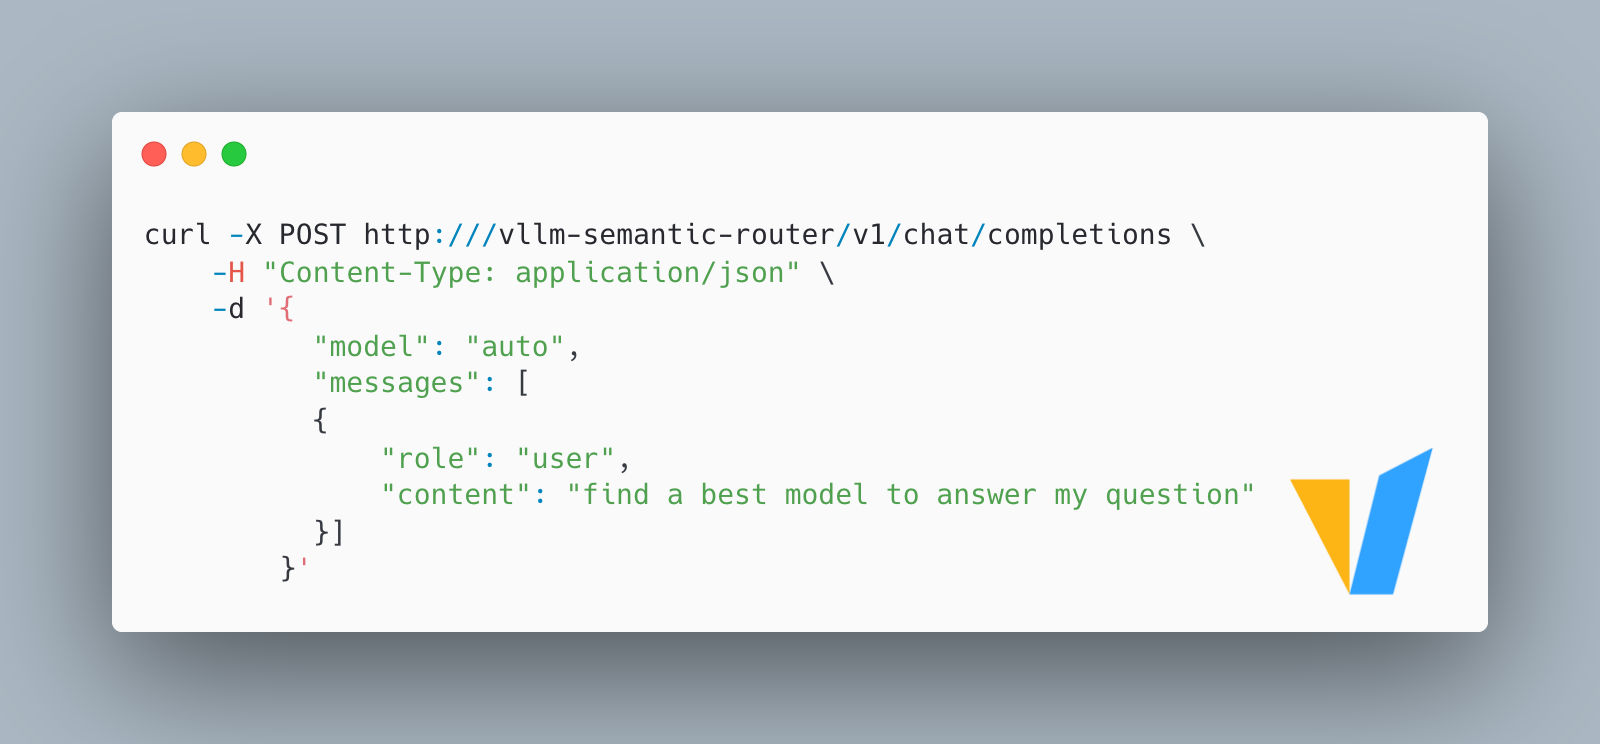 curl -X POST http:///vllm-semantic-router/v1/chat/completions \
-H "Content-Type: application/json" \
-d '{
"model": "auto",
"messages": [
{
"role": "user",
"content": "find a best model to answer my question"
}]
}'